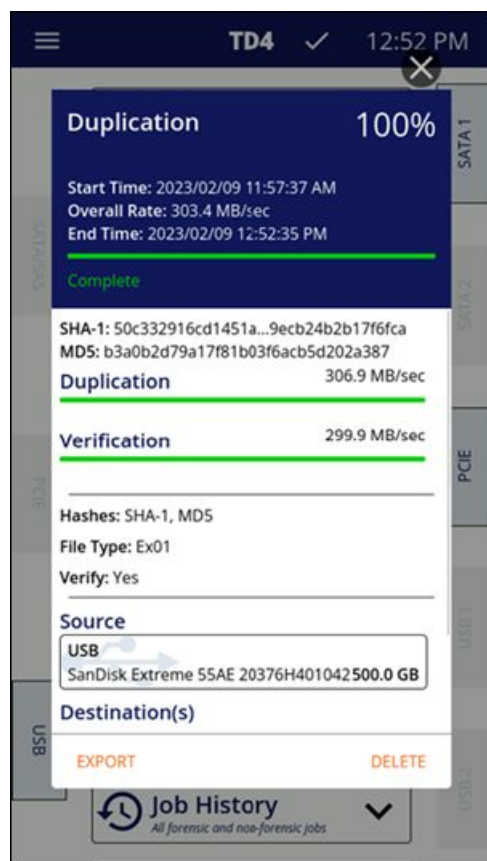 TD4
12:52 PM
Duplication
100%
SATA 1
Start Time: 2023/02/09 11:57:37 AM
Overall Rate: 303.4 MB/sec
End Time: 2023/02/09 12:52:35 PM
SATA/SAS
Complete
SATA 2
SHA-1: 50c332916cd1451a...9ecb24b2b17f6fca
MD5: b3a0b2d79a17f81b03f6acb5d202a387
Duplication
306.9 MB/sec
Verification
299.9 MB/sec
PCIE
PCIE
Hashes: SHA-1, MD5
File Type: Ex01
Verify: Yes
Source
USB 1
USB
SanDisk Extreme 55AE 20376H401042 500.0 GB
Destination(s)
USB
EXPORT
DELETE
USB 2
Job History
All forensic and non-forensic jobs